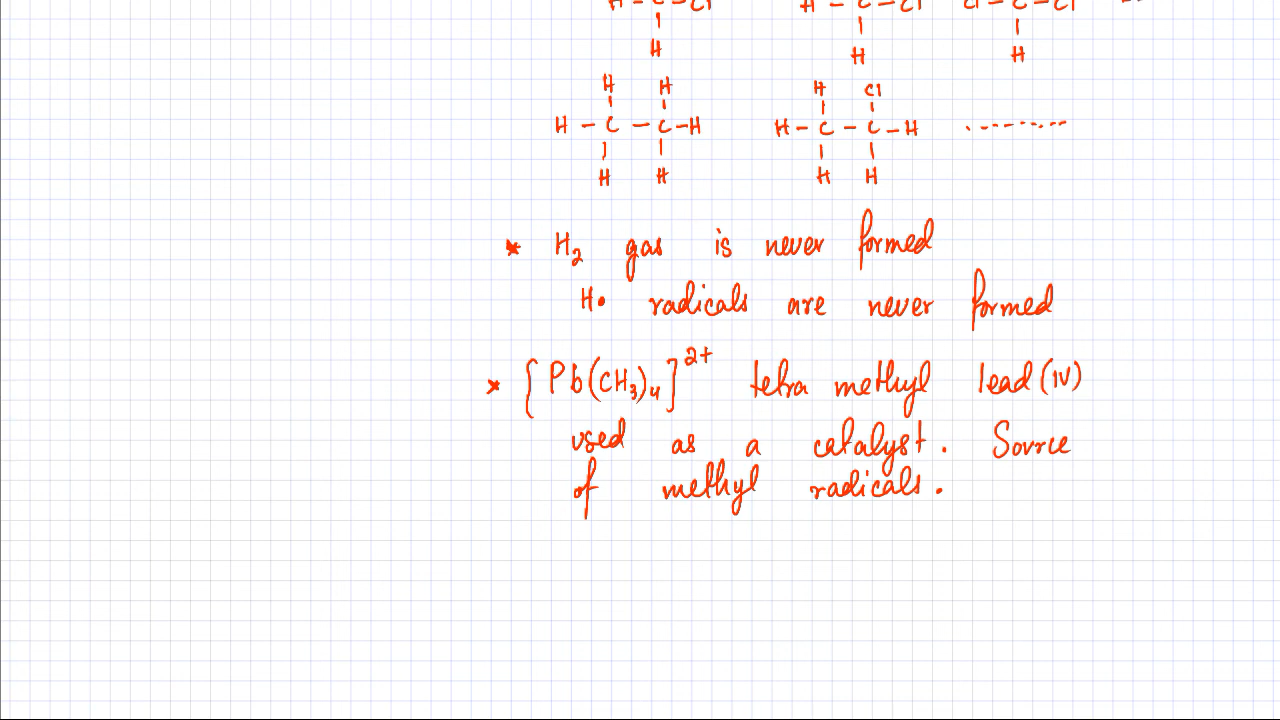 H - C - Cl H - C - Cl Cl - C - Cl
H H H
H H H Cl
H - C - C - H H - C - C - H ---------
H H H H
* H2 gas is never formed
H• radicals are never formed
* [Pb(CH3)4]2+ tetra methyl lead (IV)
used as a catalyst. Source
of methyl radicals.